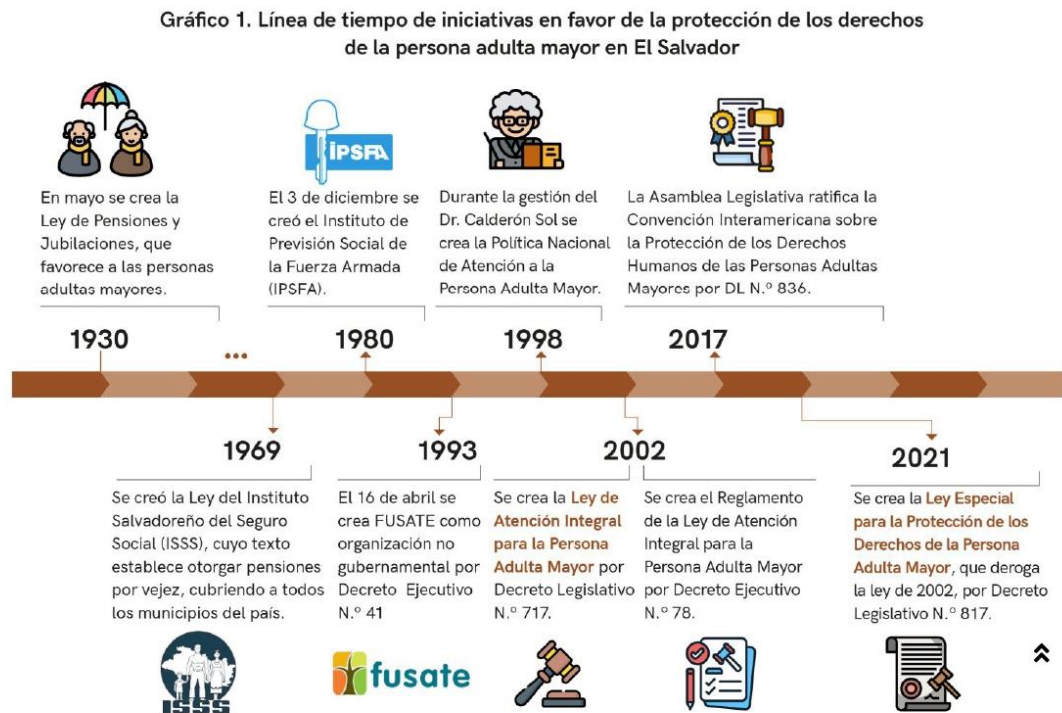 Gráfico 1. Línea de tiempo de iniciativas en favor de la protección de los derechos
de la persona adulta mayor en El Salvador
IPSFA
En mayo se crea la
Ley de Pensiones y
Jubilaciones, que
favorece a las personas
adultas mayores.
El 3 de diciembre se
creó el Instituto de
Previsión Social de
la Fuerza Armada
(IPSFA).
Durante la gestión del
Dr. Calderón Sol se
crea la Política Nacional
de Atención a la
Persona Adulta Mayor.
La Asamblea Legislativa ratifica la
Convención Interamericana sobre
la Protección de los Derechos
Humanos de las Personas Adultas
Mayores por DL N.º 836.
1930
...
1980
1998
2017
1969
1993
2002
2021
Se creó la Ley del Instituto
Salvadoreño del Seguro
Social (ISSS), cuyo texto
establece otorgar pensiones
por vejez, cubriendo a todos
los municipios del país.
El 16 de abril se
crea FUSATE como
organización no
gubernamental por
Decreto Ejecutivo
N.º 41
Se crea la Ley de
Atención Integral
para la Persona
Adulta Mayor por
Decreto Legislativo
N.º 717.
Se crea el Reglamento
de la Ley de Atención
Integral para la
Persona Adulta Mayor
por Decreto Ejecutivo
N.º 78.
Se crea la Ley Especial
para la Protección de los
Derechos de la Persona
Adulta Mayor, que deroga
la ley de 2002, por Decreto
Legislativo N.º 817.
ISSS
fusate